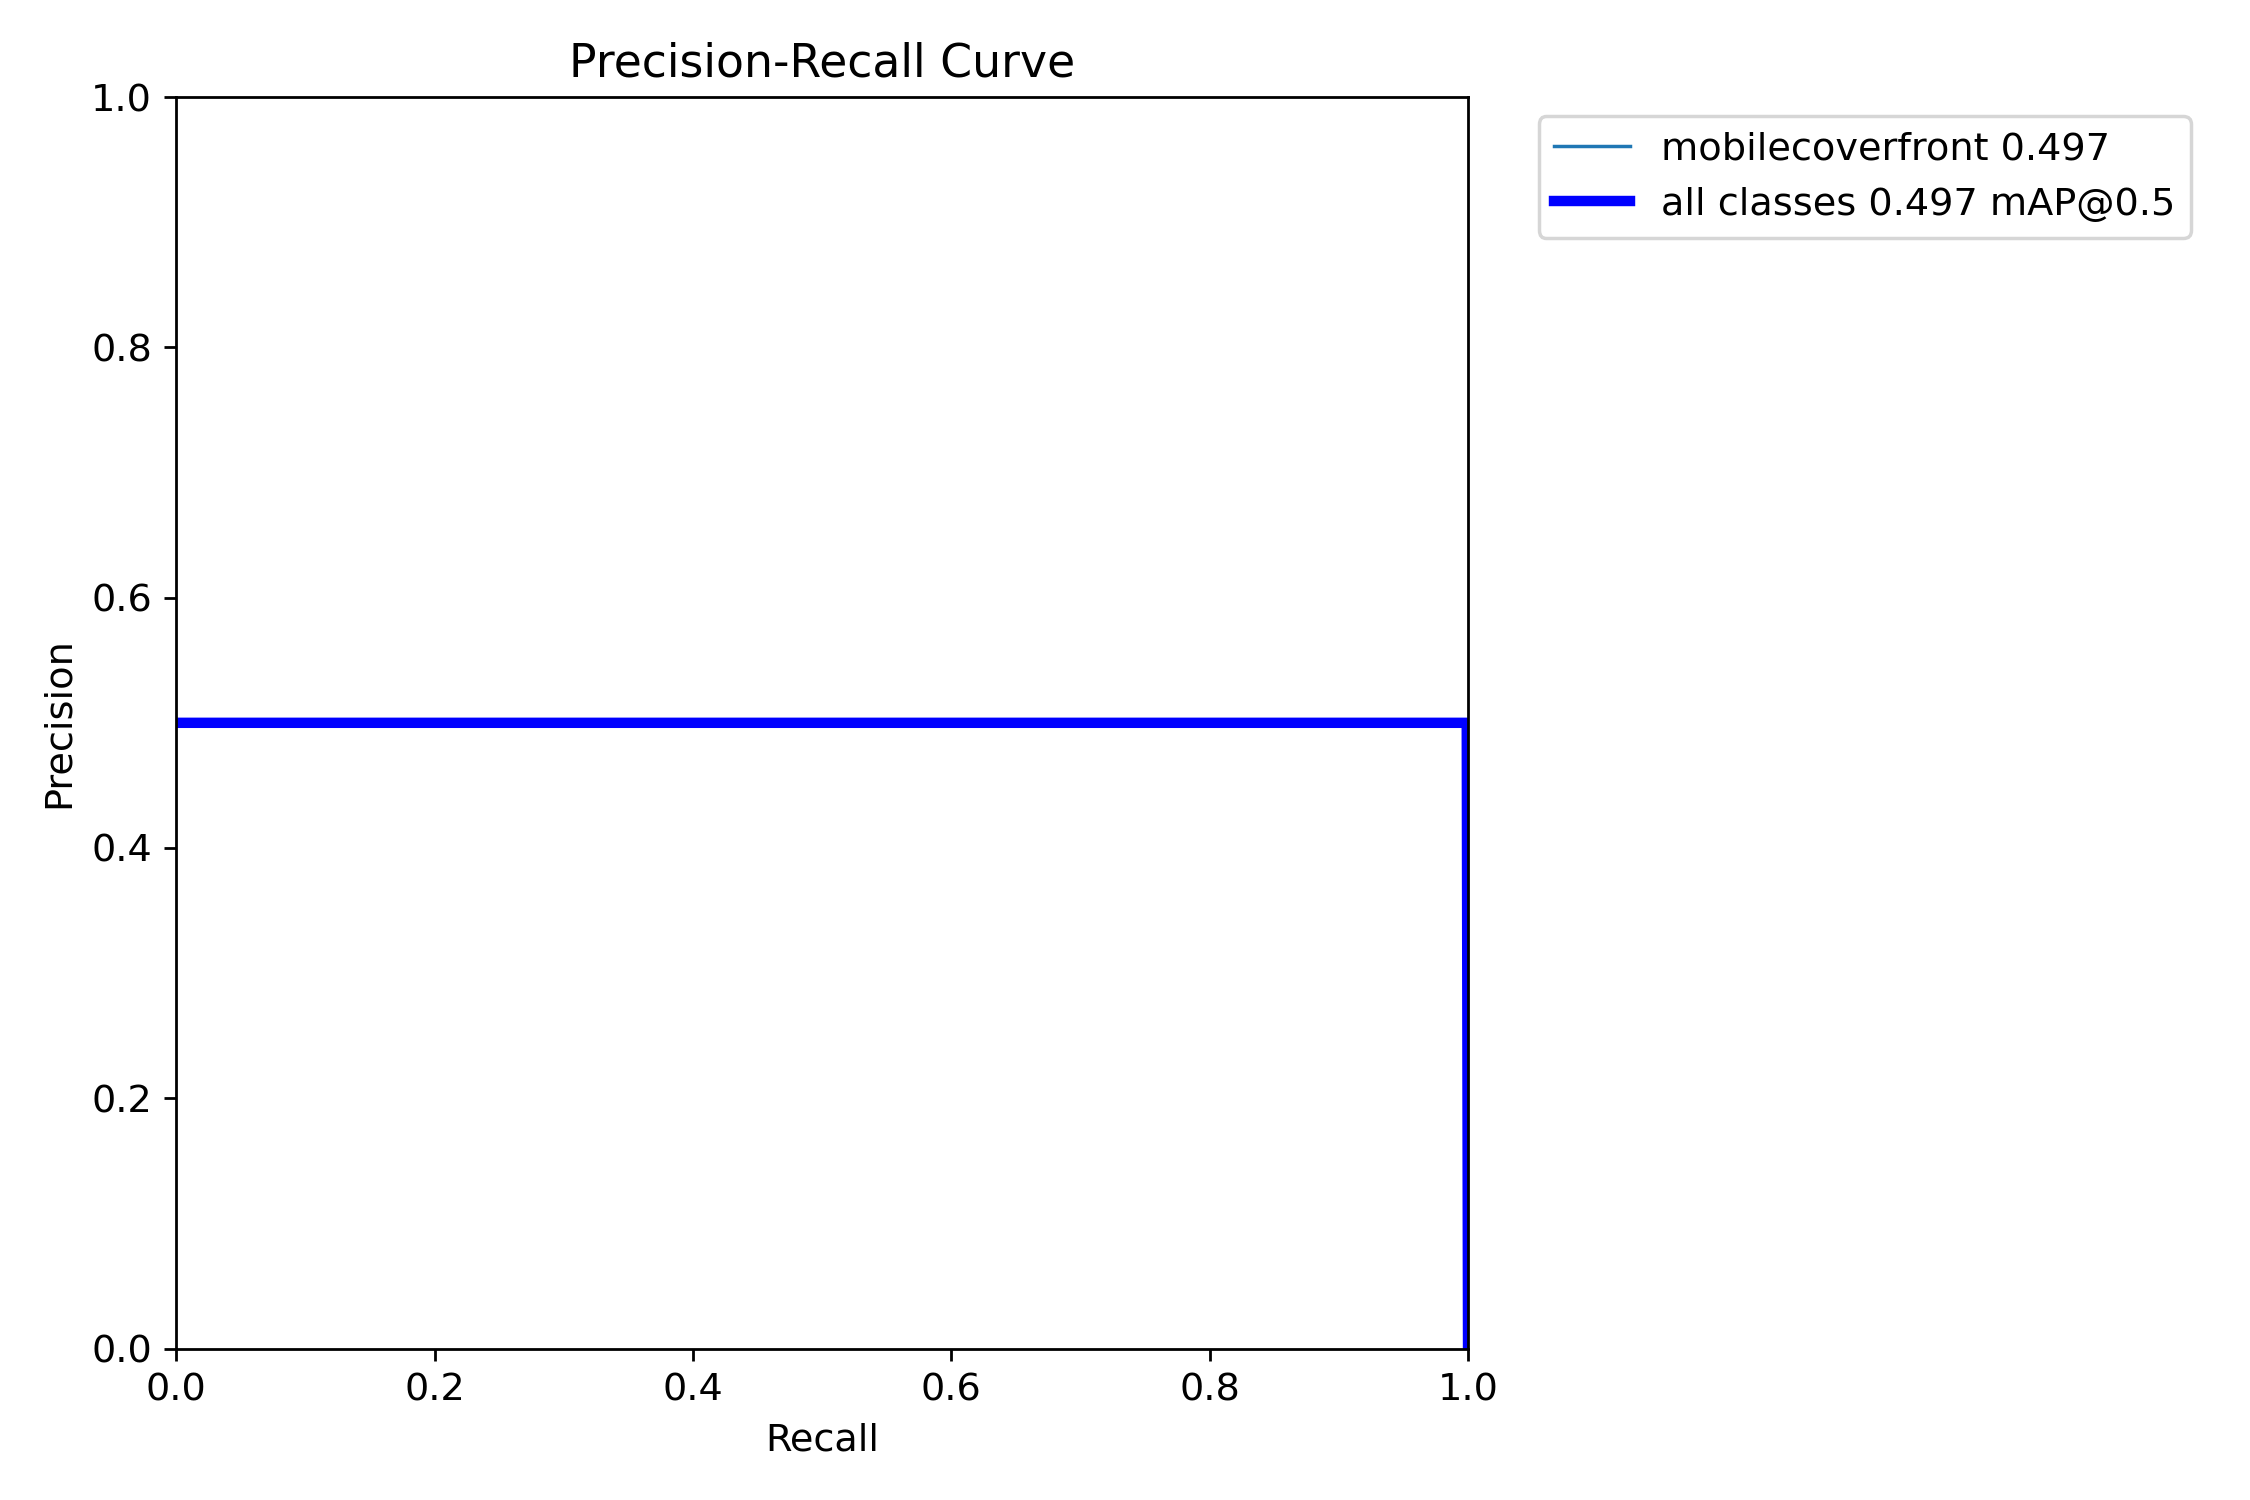 Precision-Recall Curve
1.0
0.8
0.6
0.4
0.2
0.0
Precision
0.0 0.2 0.4 0.6 0.8 1.0
Recall
mobilecoverfront 0.497
all classes 0.497 mAP@0.5